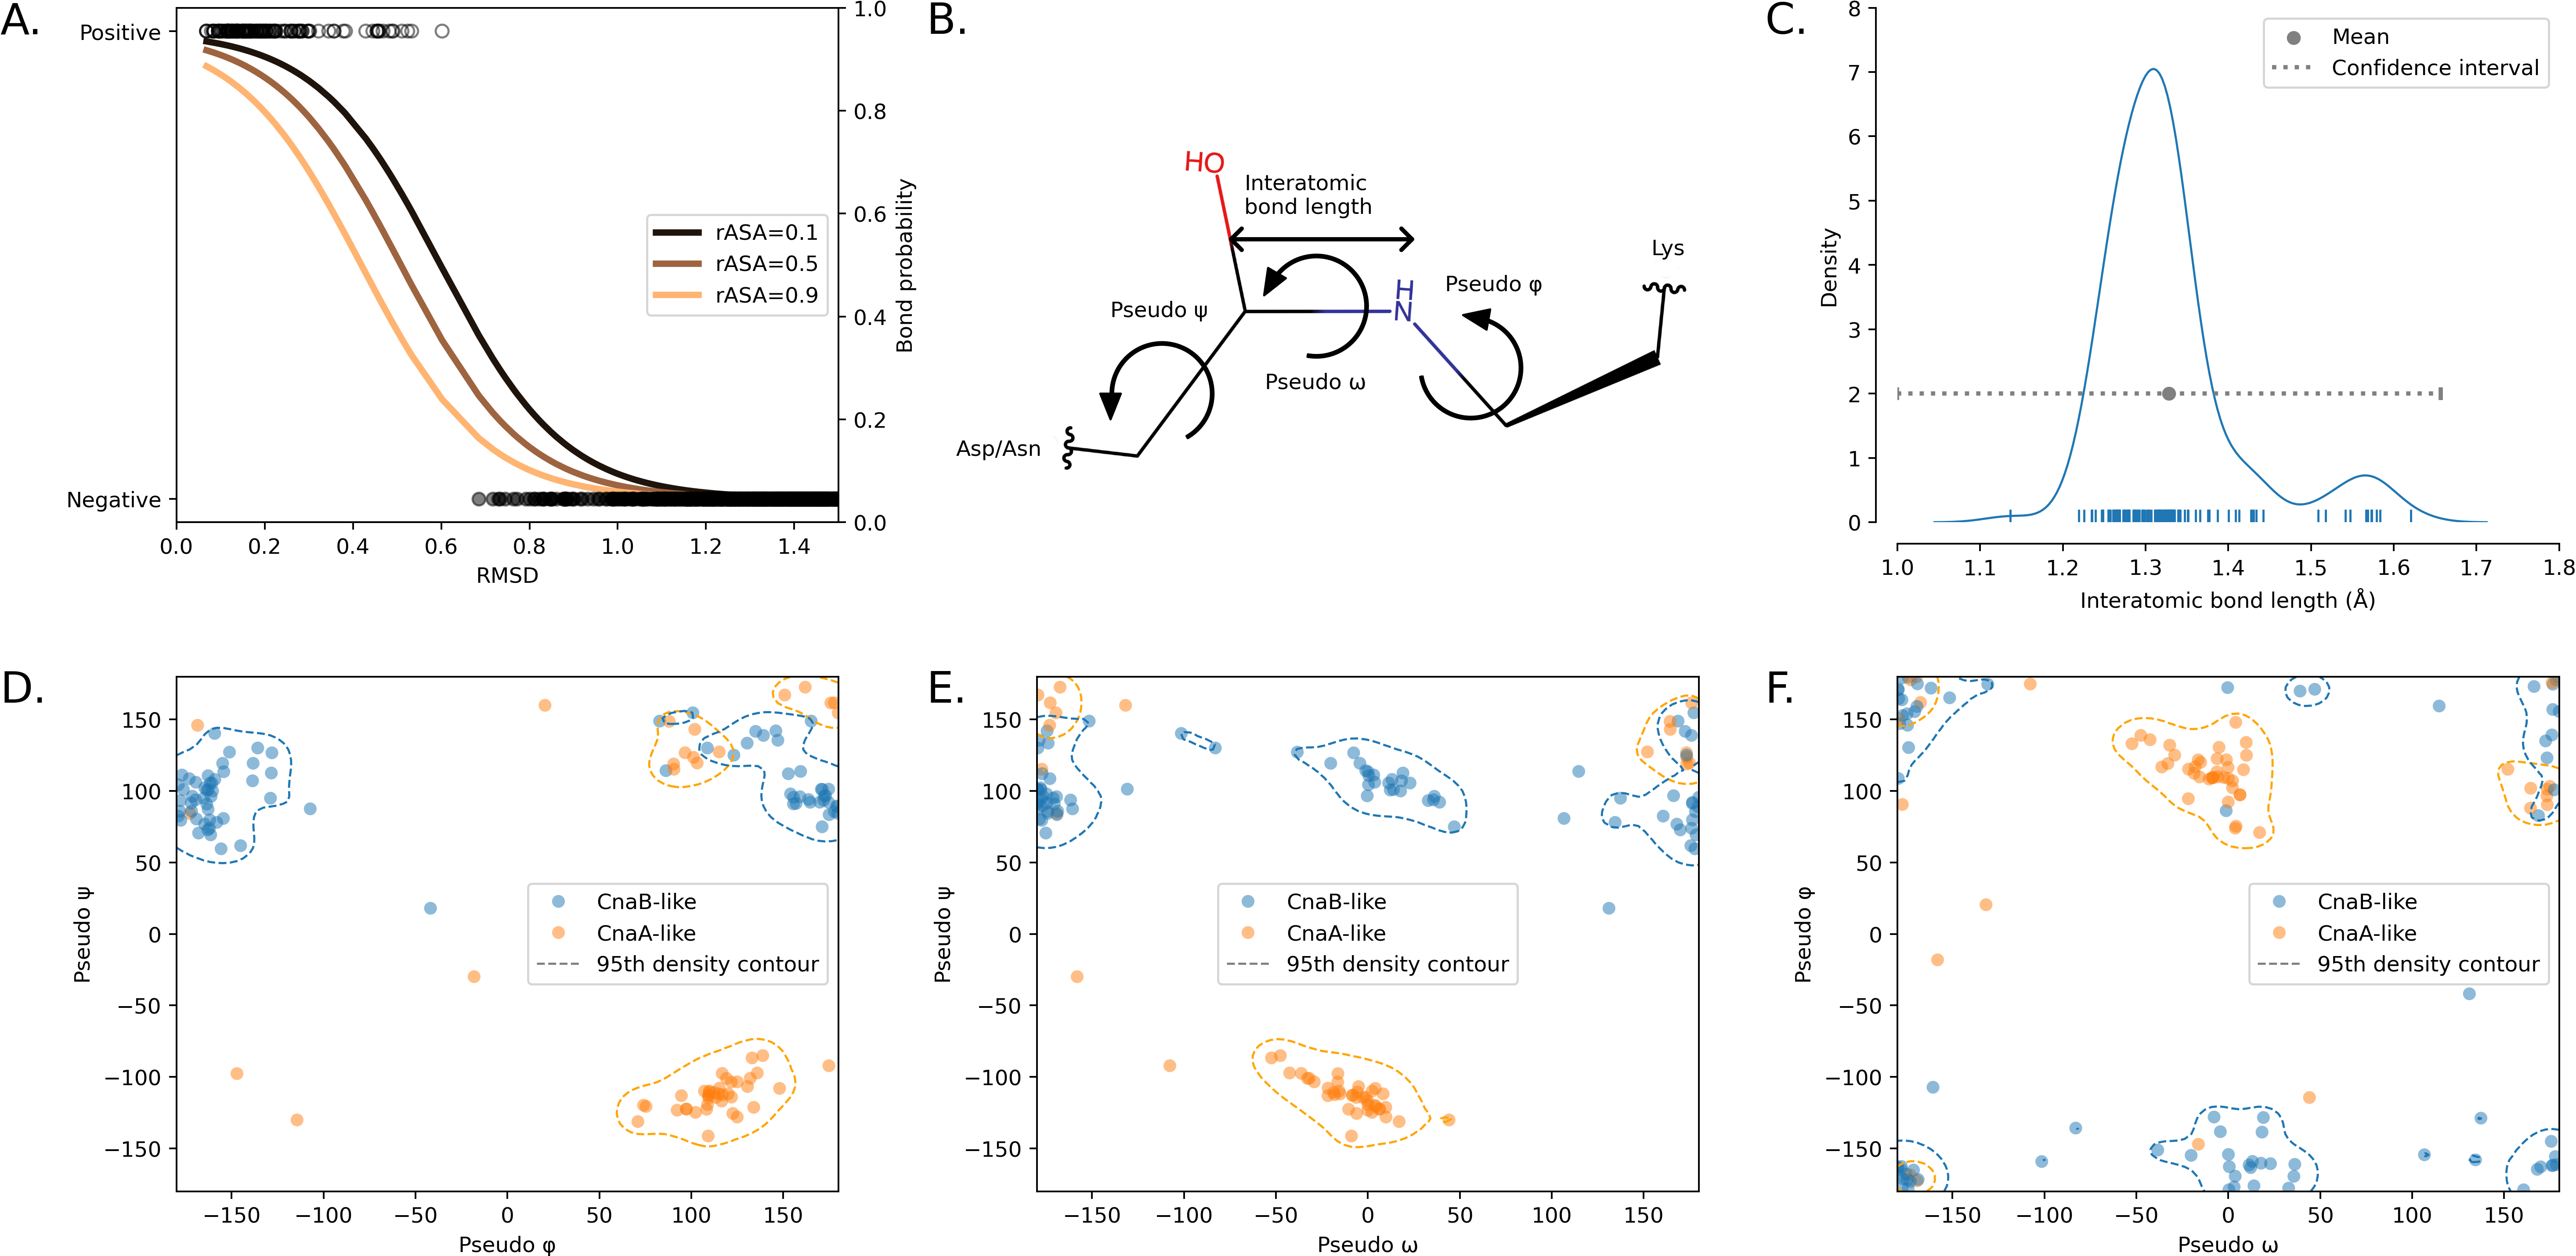 A.
Positive
Negative
0.0 0.2 0.4 0.6 0.8 1.0 1.2 1.4
RMSD
1.0
0.8
0.6
0.4
0.2
0.0
Bond probability
rASA=0.1
rASA=0.5
rASA=0.9
B.
HO
Interatomic
bond length
Lys
H
N
Pseudo φ
Pseudo ψ
Pseudo ω
Asp/Asn
C.
8
7
6
5
4
3
2
1
0
Density
Mean
Confidence interval
1.0 1.1 1.2 1.3 1.4 1.5 1.6 1.7 1.8
Interatomic bond length (Å)
D.
150
100
50
0
−50
−100
−150
Pseudo ψ
CnaB-like
CnaA-like
95th density contour
−150 −100 −50 0 50 100 150
Pseudo φ
E.
150
100
50
0
−50
−100
−150
Pseudo ψ
CnaB-like
CnaA-like
95th density contour
−150 −100 −50 0 50 100 150
Pseudo ω
F.
150
100
50
0
−50
−100
−150
Pseudo φ
CnaB-like
CnaA-like
95th density contour
−150 −100 −50 0 50 100 150
Pseudo ω